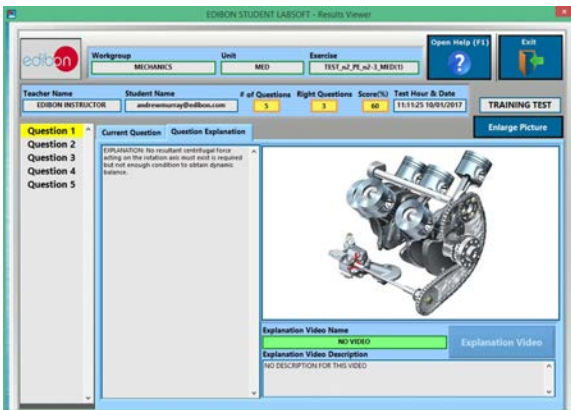 EDIBON STUDENT LABSOFT - Results Viewer
edibon
Workgroup Unit Exercise
MECHANICS MED TEST_n2_PE_n2-3_MED(1)
Open Help (F1) Exit
?
Teacher Name Student Name # of Questions Right Questions Score(%) Test Hour & Date
EDIBON INSTRUCTOR andrewmurray@edibon.com 5 3 60 11:11:25 10/01/2017 TRAINING TEST
Enlarge Picture
Question 1
Question 2
Question 3
Question 4
Question 5
Current Question Question Explanation
EXPLANATION: No resultant centrifugal force
acting on the rotation axis must exist is required
but not enough condition to obtain dynamic
balance.
Explanation Video Name
NO VIDEO
Explanation Video
Explanation Video Description
NO DESCRIPTION FOR THIS VIDEO